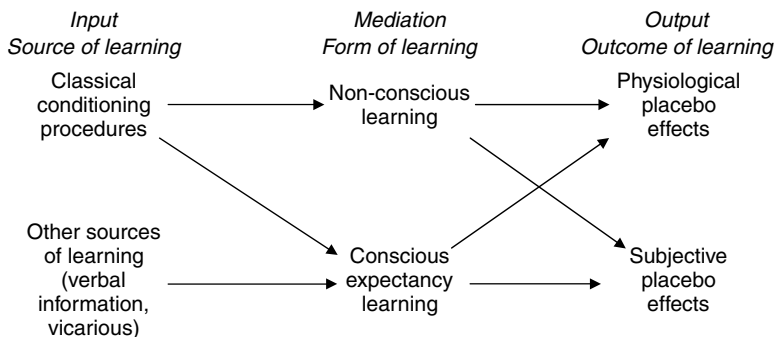 Input
Source of learning
Mediation
Form of learning
Output
Outcome of learning
Classical
conditioning
procedures
Non-conscious
learning
Physiological
placebo
effects
Other sources
of learning
(verbal
information,
vicarious)
Conscious
expectancy
learning
Subjective
placebo
effects